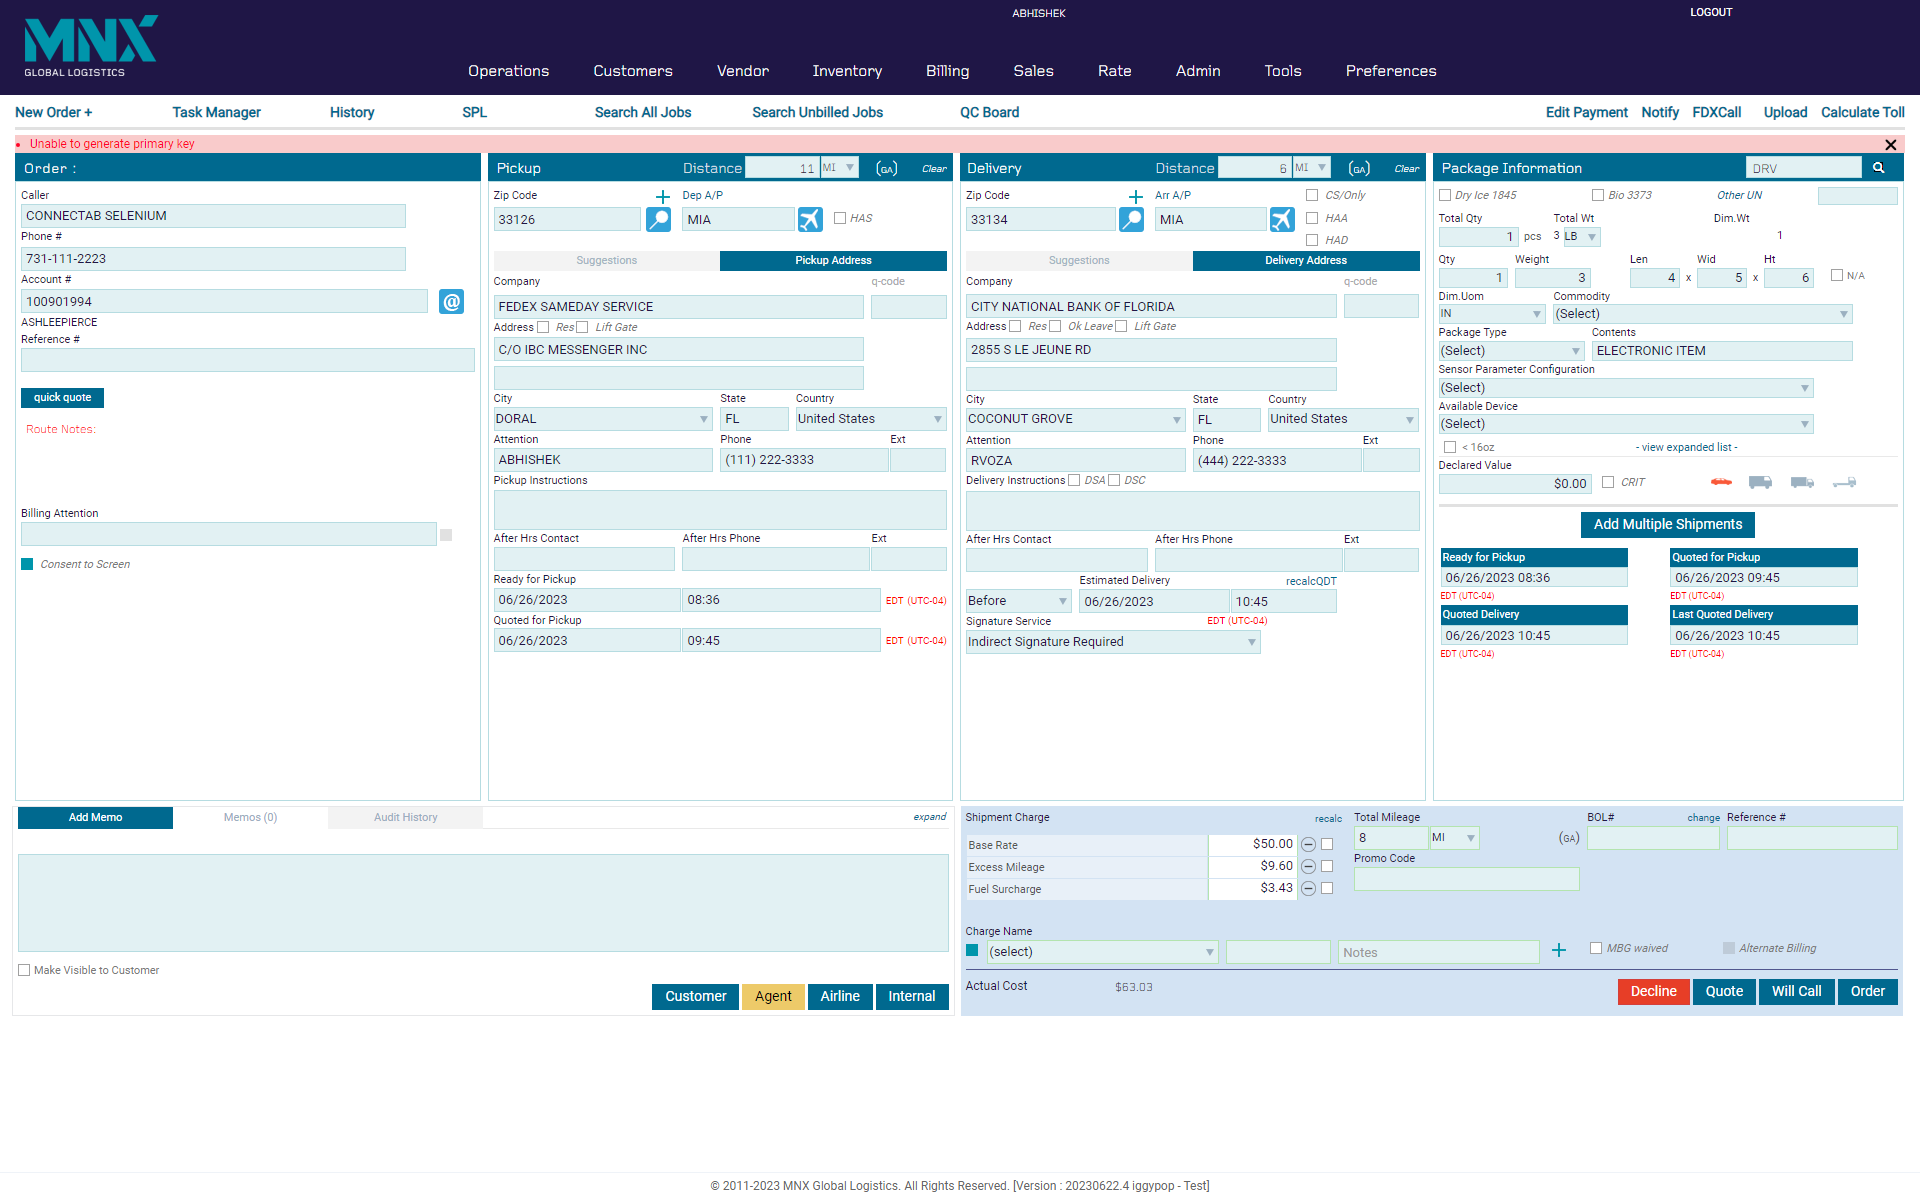 ABHISHEK
LOGOUT
MNX
GLOBAL LOGISTICS
Operations Customers Vendor Inventory Billing Sales Rate Admin Tools Preferences
New Order + Task Manager History SPL Search All Jobs Search Unbilled Jobs QC Board Edit Payment Notify FDXCall Upload Calculate Toll
Unable to generate primary key
Order :
Caller
CONNECTAB SELENIUM
Phone #
731-111-2223
Account #
100901994
@
ASHLEEPIERCE
Reference #
quick quote
Route Notes:
Billing Attention
Consent to Screen
Pickup Distance 11 MI (GA) Clear
Zip Code Dep A/P
33126 MIA HAS
Suggestions Pickup Address
Company q-code
FEDEX SAMEDAY SERVICE
Address Res Lift Gate
C/O IBC MESSENGER INC
City State Country
DORAL FL United States
Attention Phone Ext
ABHISHEK (111) 222-3333
Pickup Instructions
After Hrs Contact After Hrs Phone Ext
Ready for Pickup
06/26/2023 08:36 EDT (UTC-04)
Quoted for Pickup
06/26/2023 09:45 EDT (UTC-04)
Delivery Distance 6 MI (GA) Clear
Zip Code Arr A/P CS/Only
33134 MIA HAA
HAD
Suggestions Delivery Address
Company q-code
CITY NATIONAL BANK OF FLORIDA
Address Res Ok Leave Lift Gate
2855 S LE JEUNE RD
City State Country
COCONUT GROVE FL United States
Attention Phone Ext
RVOZA (444) 222-3333
Delivery Instructions DSA DSC
After Hrs Contact After Hrs Phone Ext
Estimated Delivery recalcQDT
Before 06/26/2023 10:45
Signature Service EDT (UTC-04)
Indirect Signature Required
Package Information DRV
Dry Ice 1845 Bio 3373 Other UN
Total Qty Total Wt Dim.Wt
1 pcs 3 LB 1
Qty Weight Len Wid Ht
1 3 4 x 5 x 6 N/A
Dim.Uom Commodity
IN (Select)
Package Type Contents
(Select) ELECTRONIC ITEM
Sensor Parameter Configuration
(Select)
Available Device
(Select)
< 16oz - view expanded list -
Declared Value
$0.00 CRIT
Add Multiple Shipments
Ready for Pickup Quoted for Pickup
06/26/2023 08:36 06/26/2023 09:45
EDT (UTC-04) EDT (UTC-04)
Quoted Delivery Last Quoted Delivery
06/26/2023 10:45 06/26/2023 10:45
EDT (UTC-04) EDT (UTC-04)
Add Memo Memos (0) Audit History expand
Make Visible to Customer
Customer Agent Airline Internal
Shipment Charge recalc Total Mileage BOL# change Reference #
8 MI (GA)
Base Rate $50.00
Excess Mileage $9.60
Fuel Surcharge $3.43
Promo Code
Charge Name
(select) Notes MBG waived Alternate Billing
Actual Cost $63.03
Decline Quote Will Call Order
© 2011-2023 MNX Global Logistics. All Rights Reserved. [Version : 20230622.4 iggypop - Test]